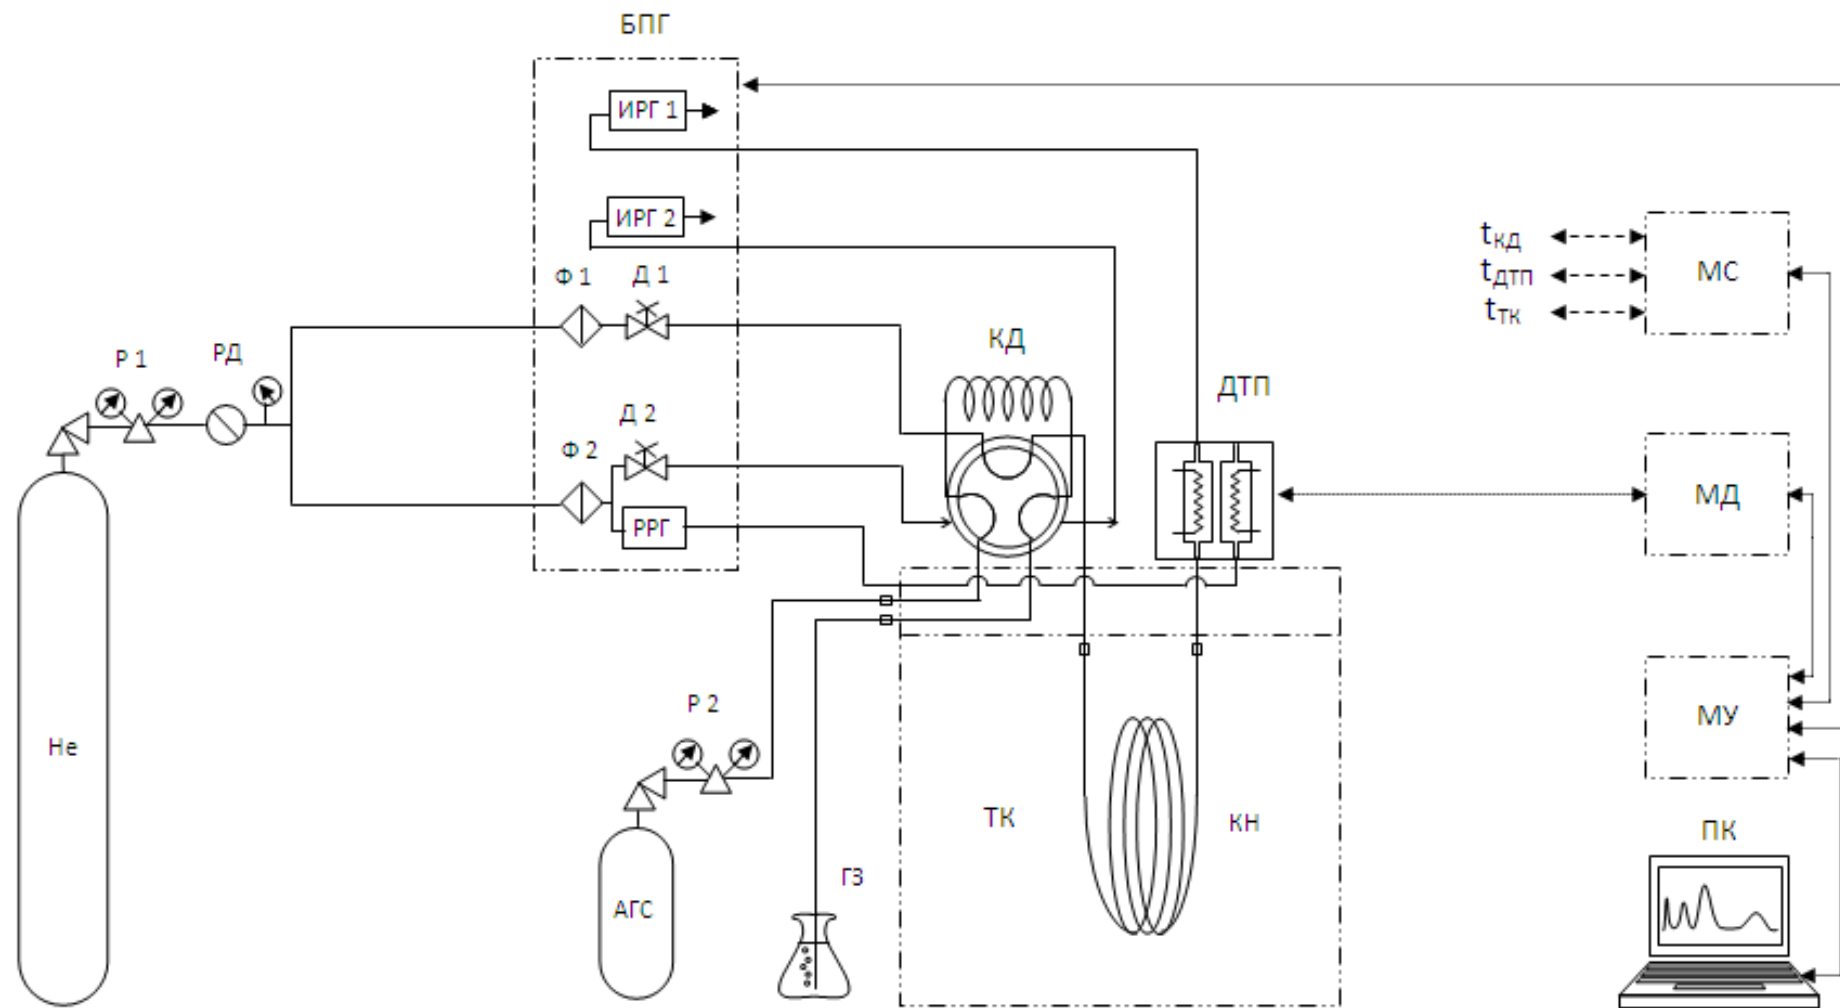 БПГ
ИРГ 1
ИРГ 2
Ф 1
Д 1
Р 1
РД
КД
ДТП
tКД
tДТП
tТК
МС
Ф 2
Д 2
РРГ
МД
Не
Р 2
МУ
АГС
ГЗ
ТК
КН
ПК